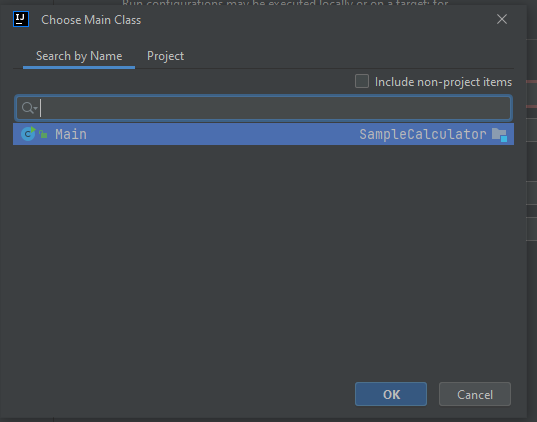 Run configurations may be executed locally or on a target: for
IJ
Choose Main Class
Search by Name
Project
Include non-project items
C Main
SampleCalculator
OK
Cancel